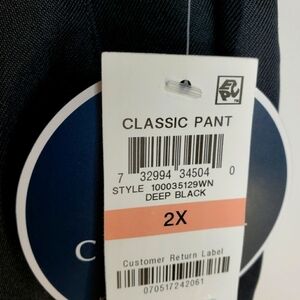 CLASSIC PANT
7 32994 34504 0
STYLE 100035129WN
DEEP BLACK
2X
Customer Return Label
070517242061
C